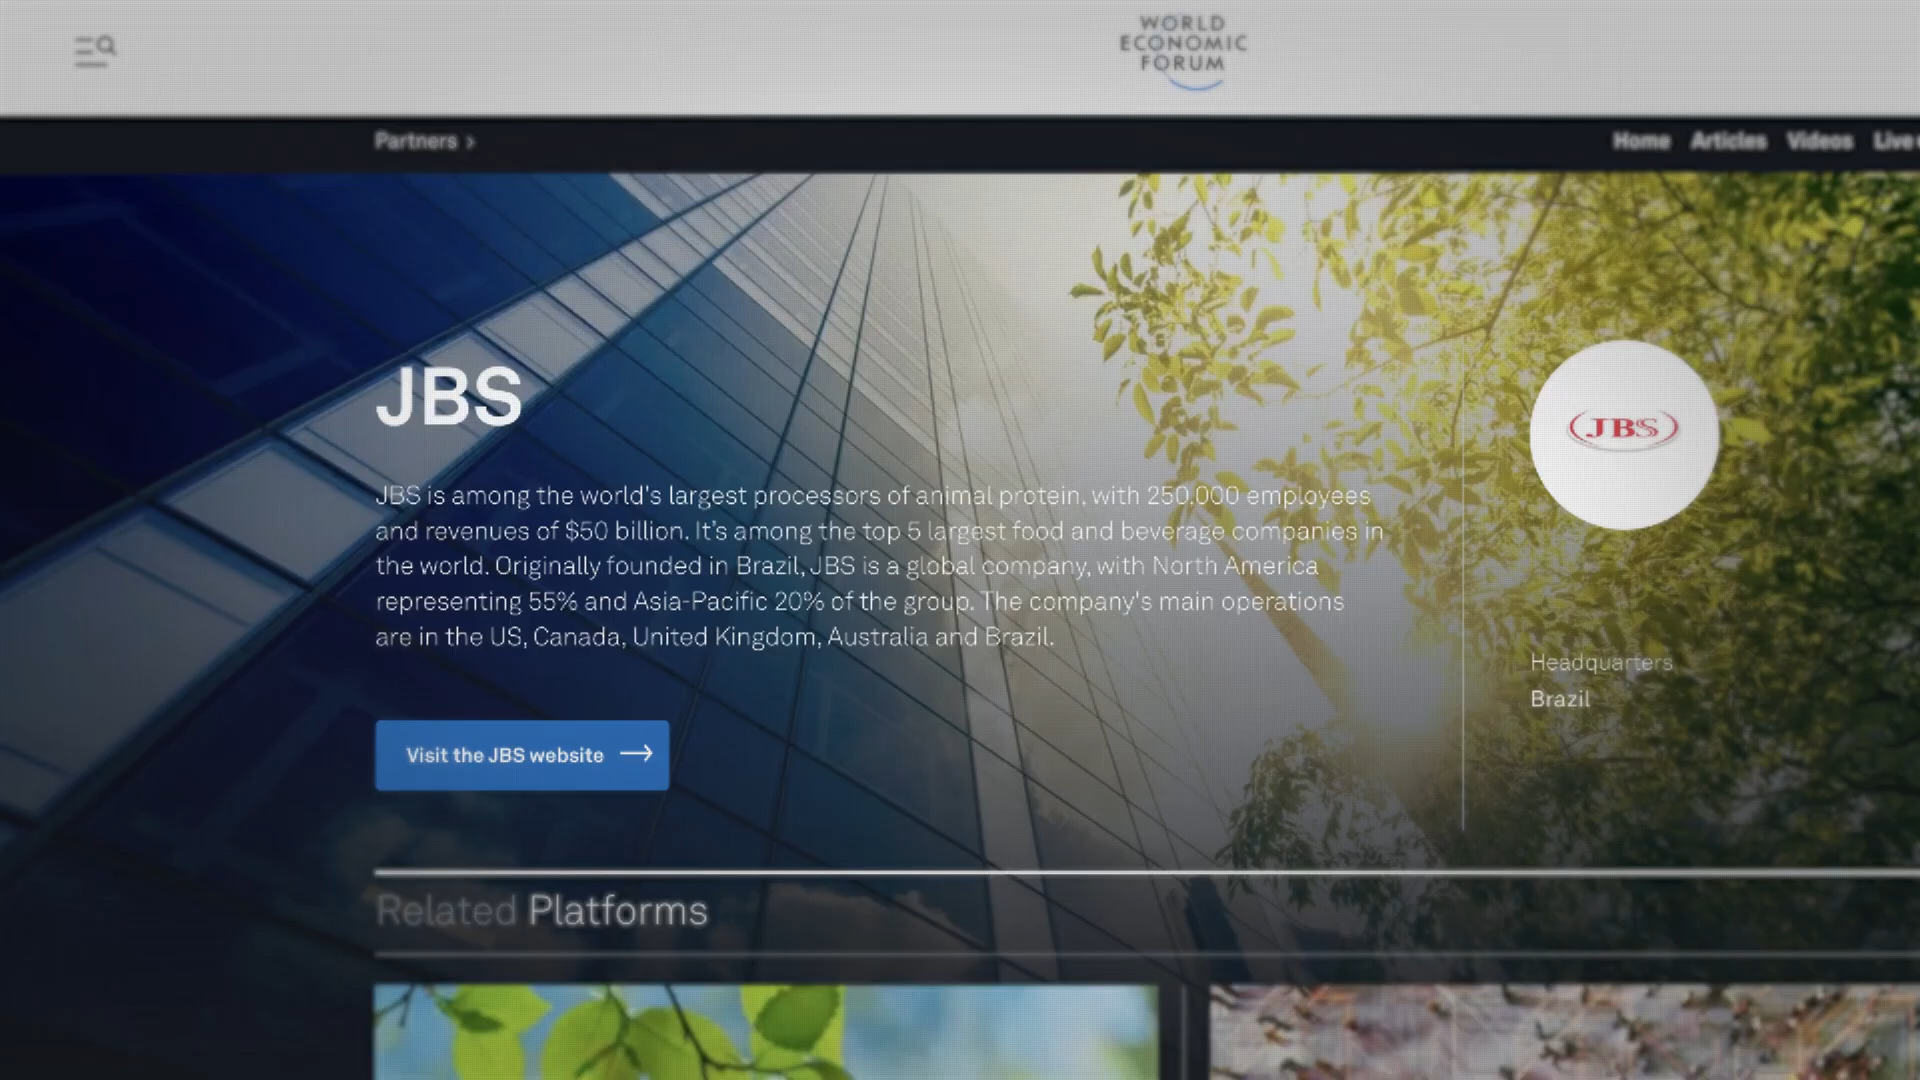 WORLD
ECONOMIC
FORUM
Partners >
Home Articles Videos Live
JBS
JBS is among the world's largest processors of animal protein, with 250,000 employees
and revenues of $50 billion. It's among the top 5 largest food and beverage companies in
the world. Originally founded in Brazil, JBS is a global company, with North America
representing 55% and Asia-Pacific 20% of the group. The company's main operations
are in the US, Canada, United Kingdom, Australia and Brazil.
JBS
Headquarters
Brazil
Visit the JBS website →
Related Platforms